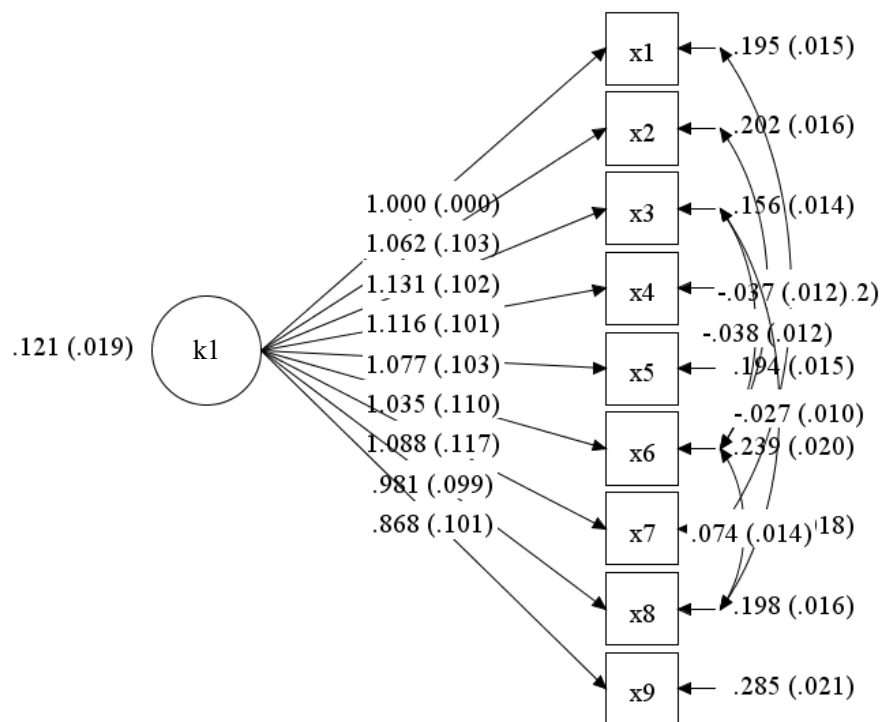 x1
.195 (.015)
x2
.202 (.016)
1.000 (.000)
x3
.156 (.014)
1.062 (.103)
1.131 (.102)
x4
-.037 (.012)
1.116 (.101)
-.038 (.012)
.121 (.019)
k1
1.077 (.103)
x5
.194 (.015)
1.035 (.110)
-.027 (.010)
1.088 (.117)
x6
.239 (.020)
.981 (.099)
.868 (.101)
x7
.074 (.014)
x8
.198 (.016)
x9
.285 (.021)